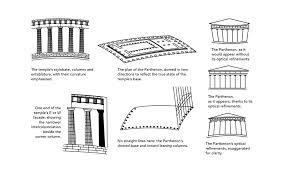 The temple's stylobate, columns and
entablature, with their curvature
emphasised.
The plan of the Parthenon, domed in two
directions to reflect the true state of the
temple's base.
The Parthenon, as it
would appear without
its optical refinements.
One end of the
temple's E or W
facade, showing
the narrower
intercolumniation
beside the
corner column.
No straight lines here: the Parthenon's
domed base and inward leaning columns.
The Parthenon,
as it appears, thanks to its
optical refinements.
The Parthenon's optical
refinements, exaggerated
for clarity.